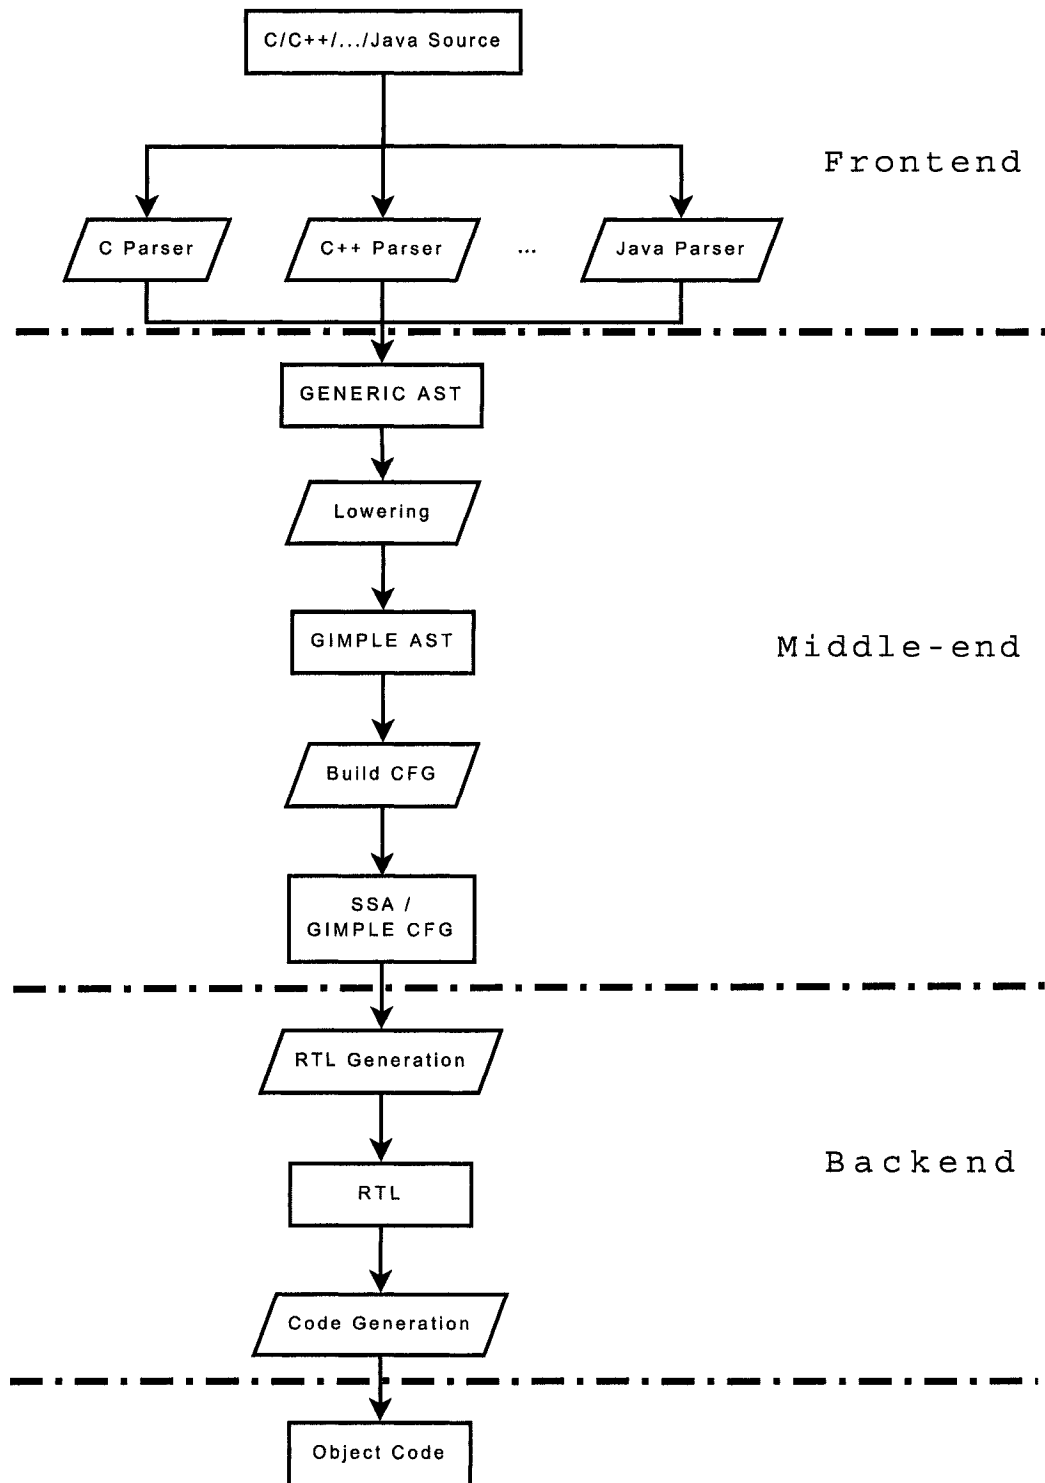 C/C++/.../Java Source
Frontend
C Parser
C++ Parser
...
Java Parser
GENERIC AST
Lowering
GIMPLE AST
Middle-end
Build CFG
SSA /
GIMPLE CFG
RTL Generation
Backend
RTL
Code Generation
Object Code